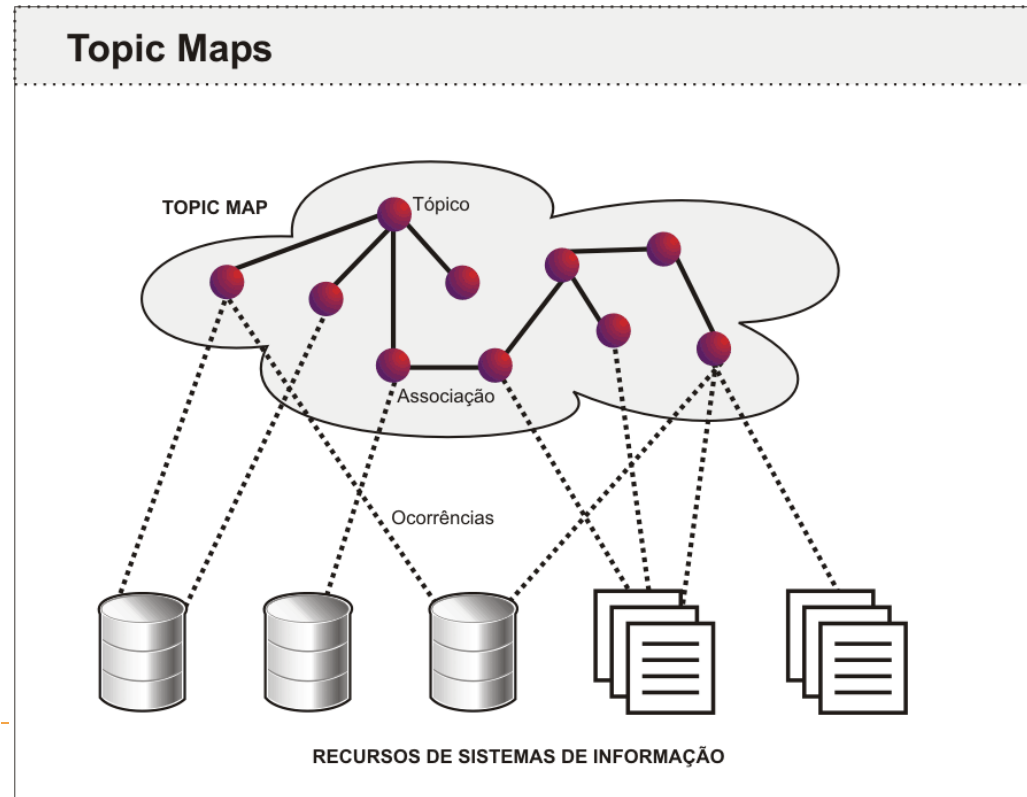 Topic Maps
TOPIC MAP
Tópico
Associação
Ocorrências
RECURSOS DE SISTEMAS DE INFORMAÇÃO